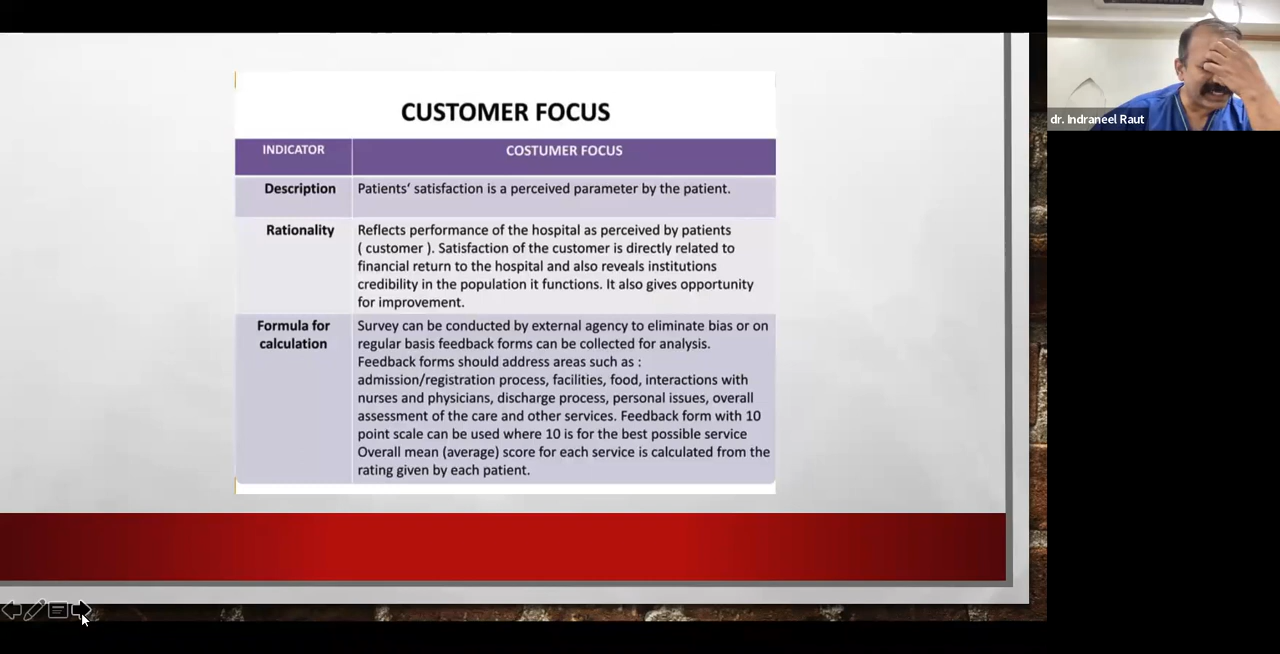 CUSTOMER FOCUS
INDICATOR
COSTUMER FOCUS
Description
Patients‘ satisfaction is a perceived parameter by the patient.
Rationality
Reflects performance of the hospital as perceived by patients
( customer ). Satisfaction of the customer is directly related to
financial return to the hospital and also reveals institutions
credibility in the population it functions. It also gives opportunity
for improvement.
Formula for
calculation
Survey can be conducted by external agency to eliminate bias or on
regular basis feedback forms can be collected for analysis.
Feedback forms should address areas such as :
admission/registration process, facilities, food, interactions with
nurses and physicians, discharge process, personal issues, overall
assessment of the care and other services. Feedback form with 10
point scale can be used where 10 is for the best possible service
Overall mean (average) score for each service is calculated from the
rating given by each patient.
dr. Indraneel Raut